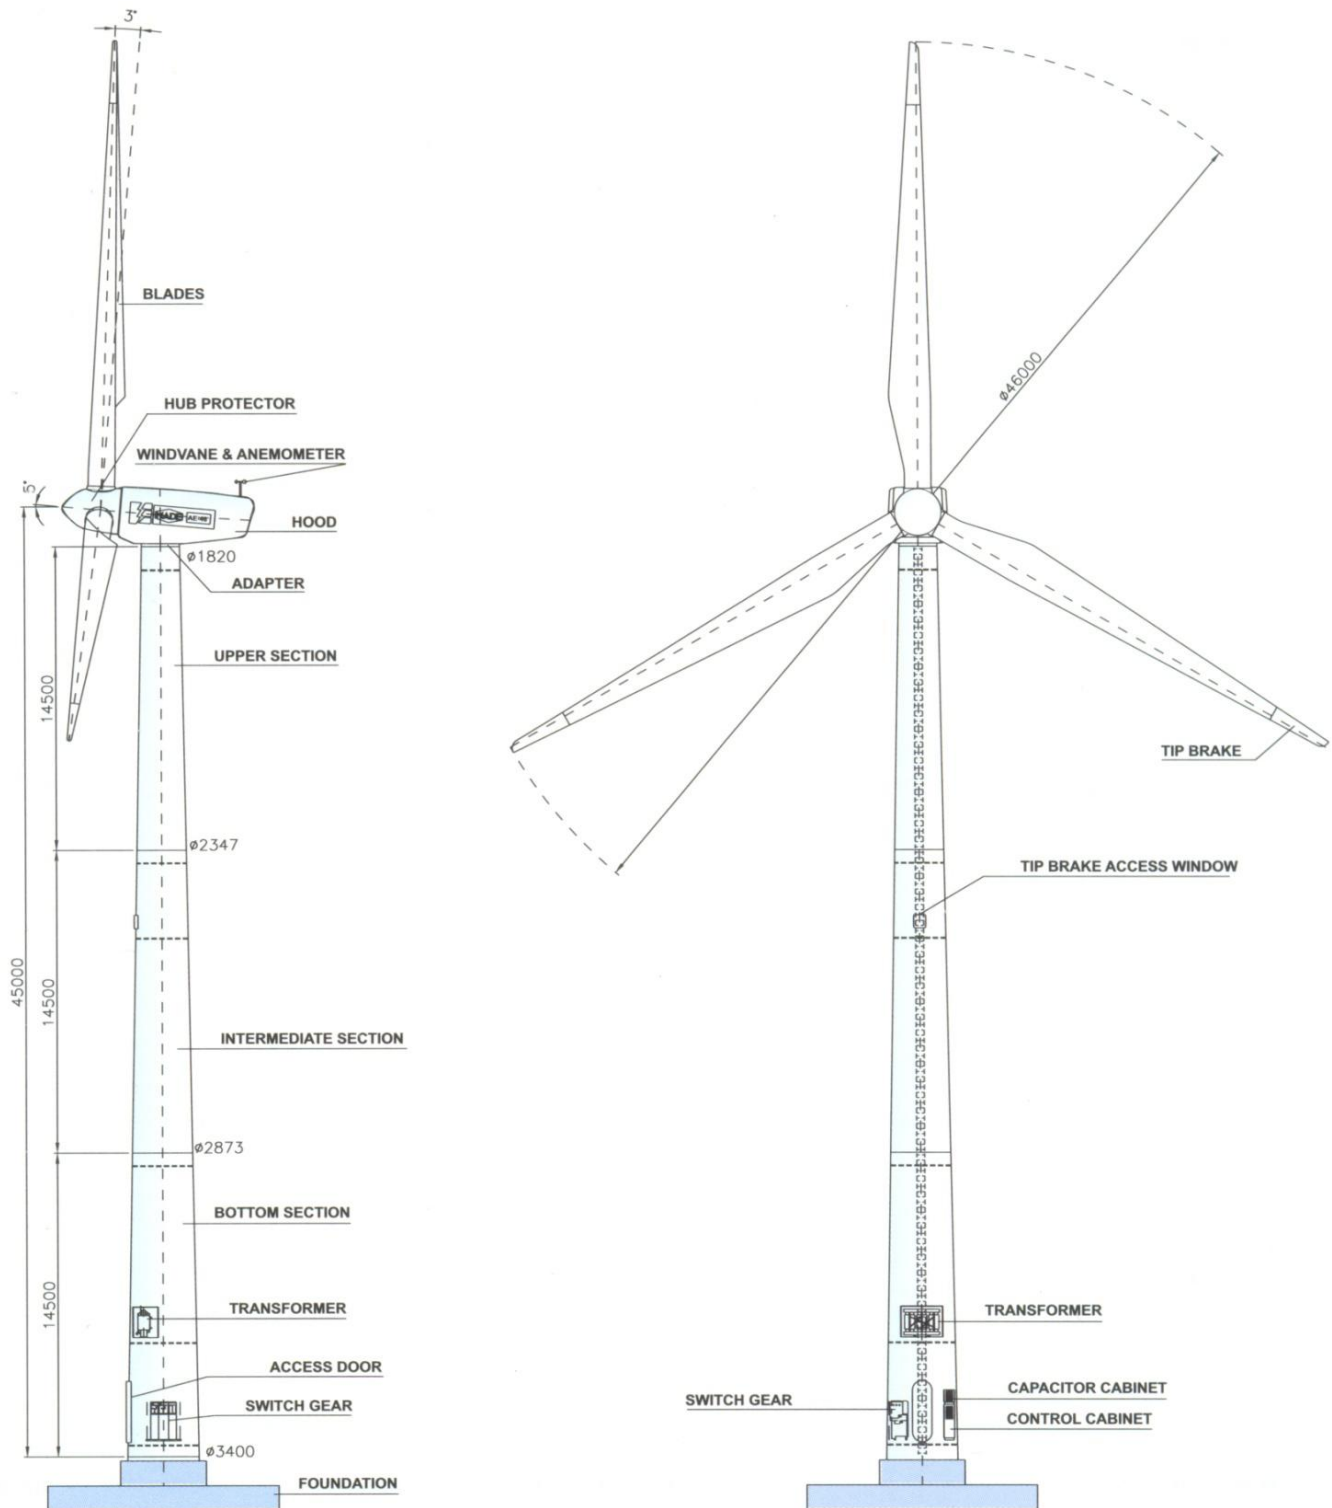 3°
BLADES
HUB PROTECTOR
WINDVANE & ANEMOMETER
5°
MADE
HOOD
ø1820
ADAPTER
UPPER SECTION
14500
ø2347
45000
14500
INTERMEDIATE SECTION
ø2873
BOTTOM SECTION
14500
TRANSFORMER
ACCESS DOOR
SWITCH GEAR
ø3400
FOUNDATION
ø46000
TIP BRAKE
TIP BRAKE ACCESS WINDOW
TRANSFORMER
SWITCH GEAR
CAPACITOR CABINET
CONTROL CABINET